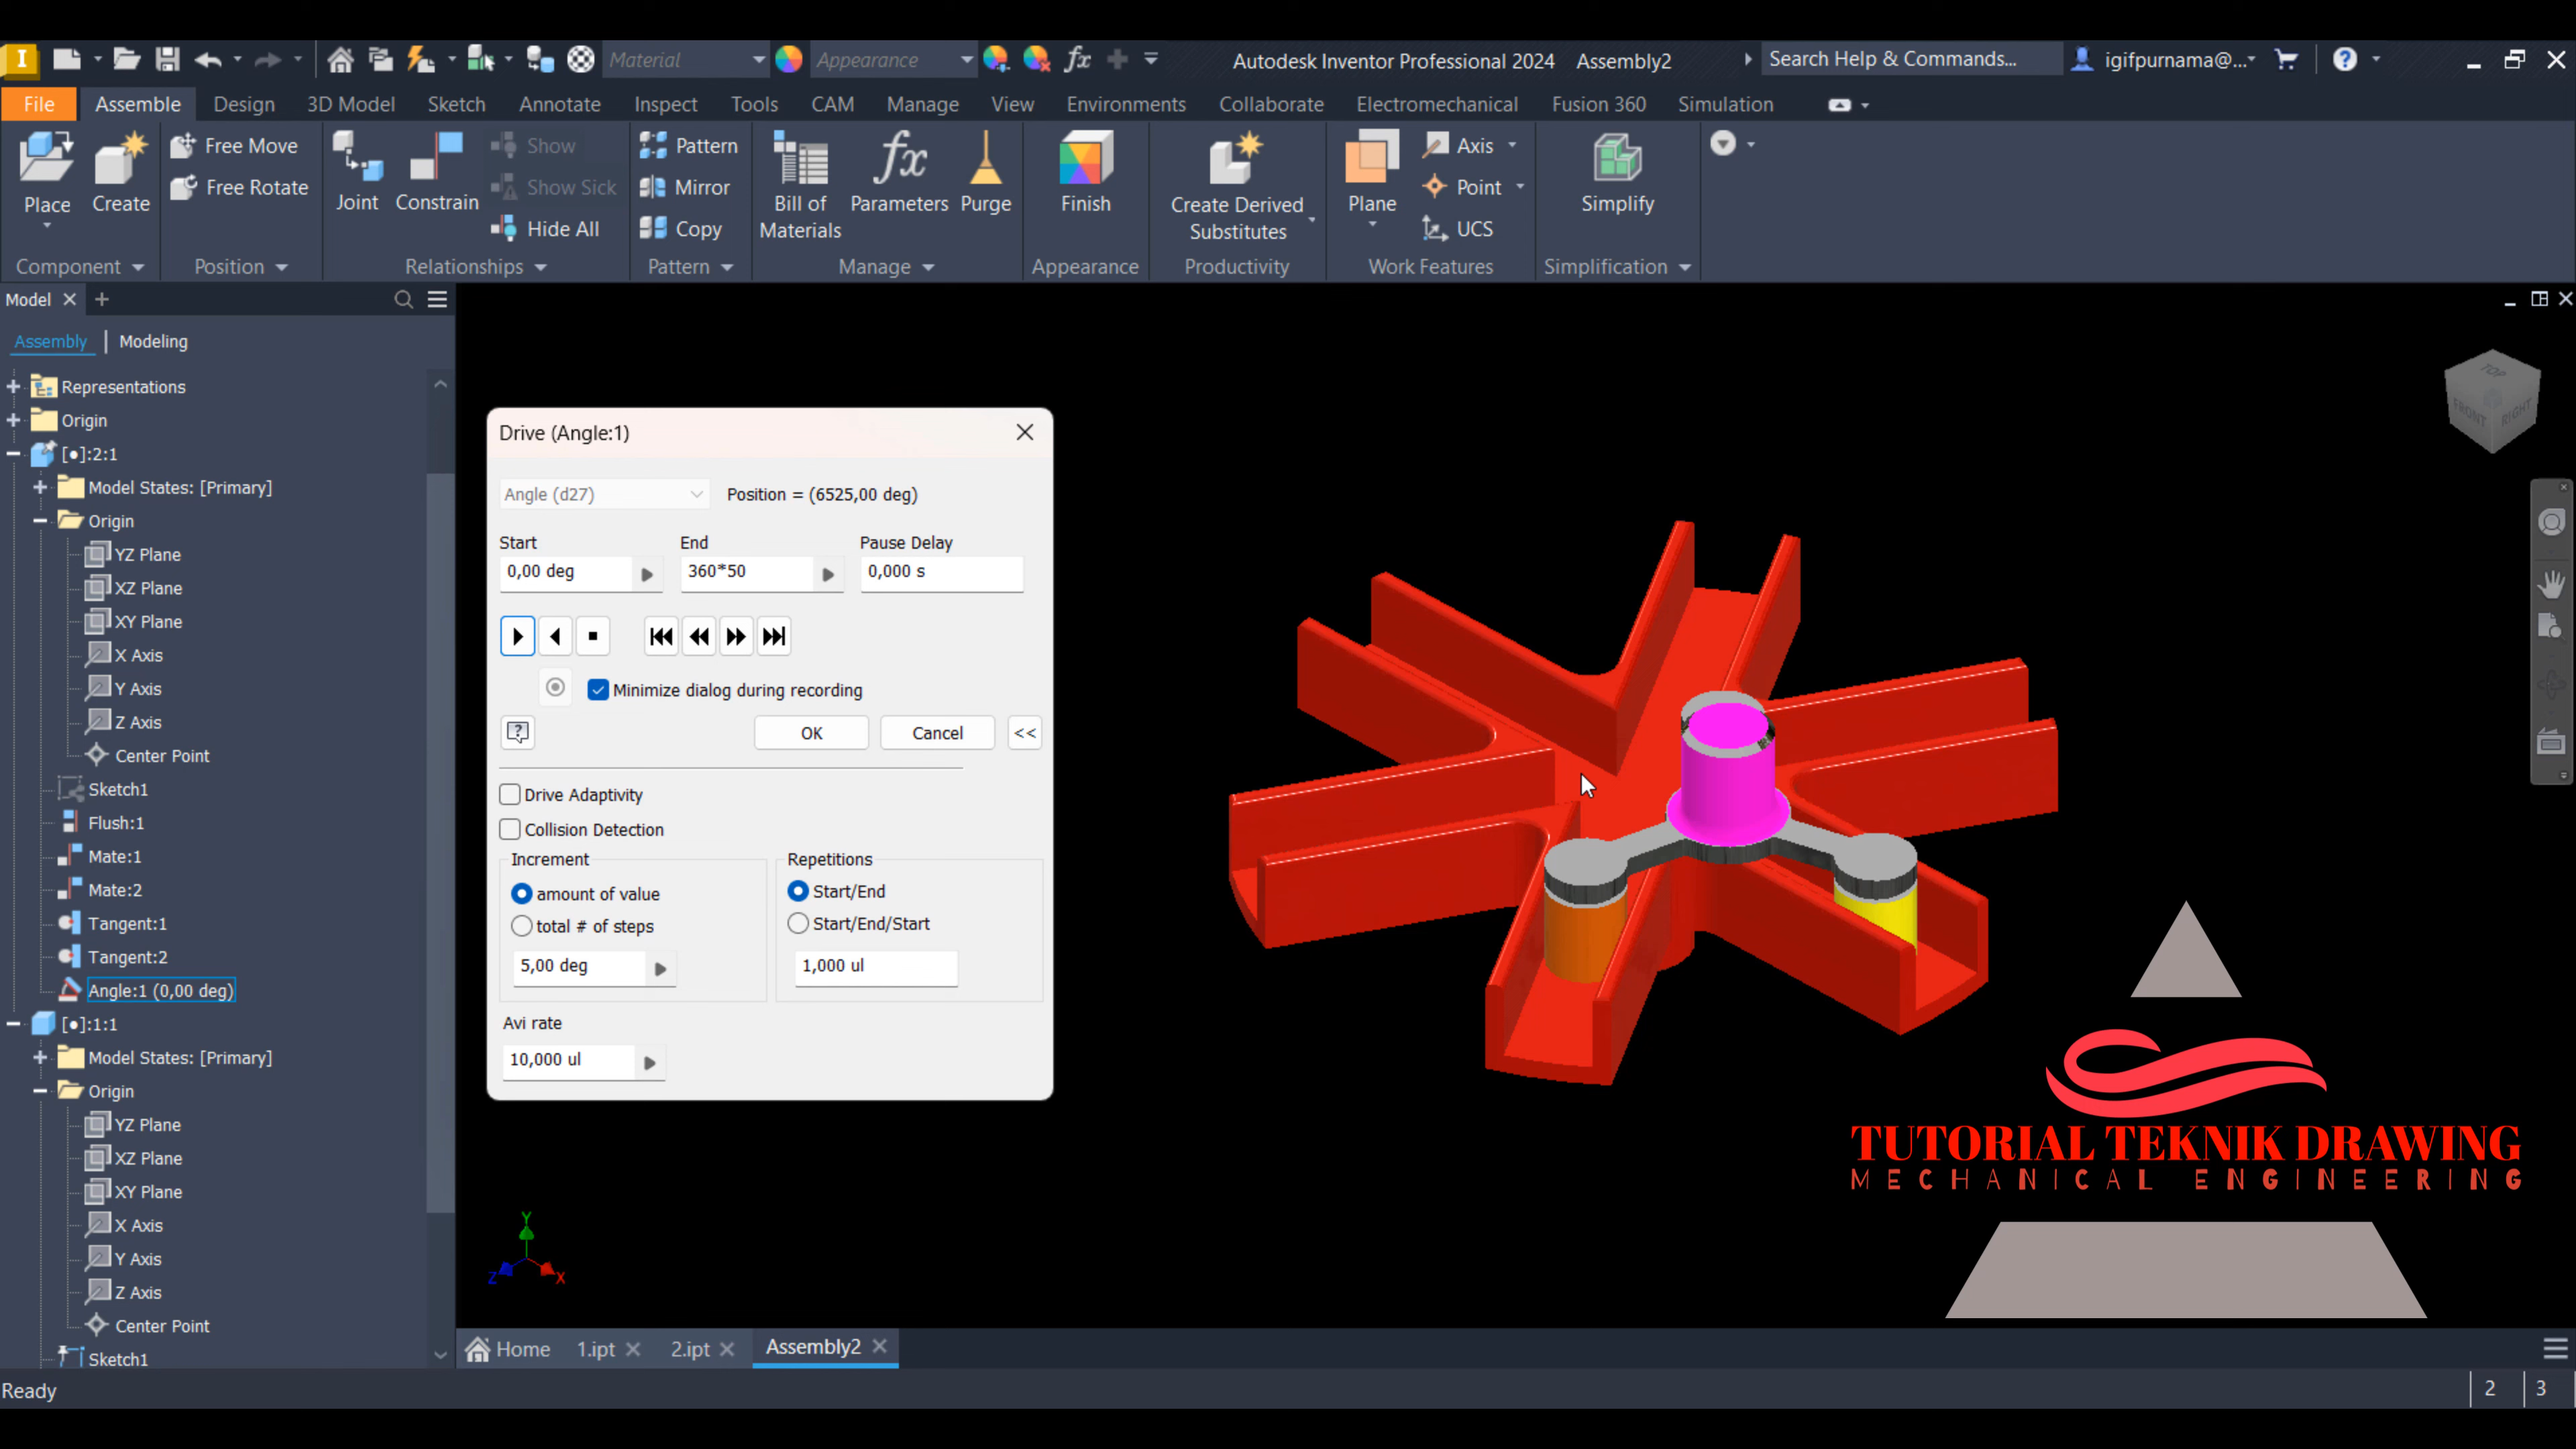 Material
Appearance
Autodesk Inventor Professional 2024 Assembly2
Search Help & Commands...
igifpurnama@...
File Assemble Design 3D Model Sketch Annotate Inspect Tools CAM Manage View Environments Collaborate Electromechanical Fusion 360 Simulation
Place
Create
Free Move
Free Rotate
Joint
Constrain
Show
Show Sick
Hide All
Pattern
Mirror
Copy
Bill of
Materials
Parameters
Purge
Finish
Create Derived
Substitutes
Plane
Axis
Point
UCS
Simplify
Component Position Relationships Pattern Manage Appearance Productivity Work Features Simplification
Model
Assembly | Modeling
Representations
Origin
[•]:2:1
Model States: [Primary]
Origin
YZ Plane
XZ Plane
XY Plane
X Axis
Y Axis
Z Axis
Center Point
Sketch1
Flush:1
Mate:1
Mate:2
Tangent:1
Tangent:2
Angle:1 (0,00 deg)
[•]:1:1
Model States: [Primary]
Origin
YZ Plane
XZ Plane
XY Plane
X Axis
Y Axis
Z Axis
Center Point
Sketch1
Drive (Angle:1)
Angle (d27)
Position = (6525,00 deg)
Start End Pause Delay
0,00 deg 360*50 0,000 s
Minimize dialog during recording
OK Cancel <<
Drive Adaptivity
Collision Detection
Increment
amount of value
total # of steps
5,00 deg
Repetitions
Start/End
Start/End/Start
1,000 ul
Avi rate
10,000 ul
TOP
FRONT
RIGHT
Y
Z
X
TUTORIAL TEKNIK DRAWING
MECHANICAL ENGINEERING
Home 1.ipt 2.ipt Assembly2
Ready
2 3